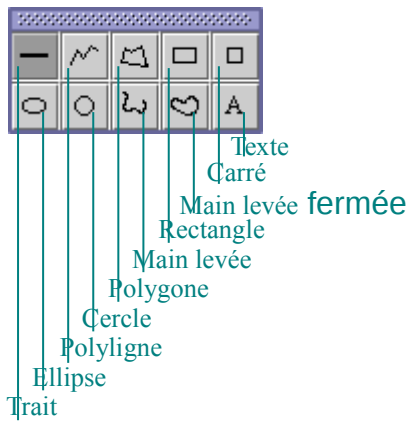 A
Texte
Carré
Main levée fermée
Rectangle
Main levée
Polygone
Cercle
Polyligne
Ellipse
Trait